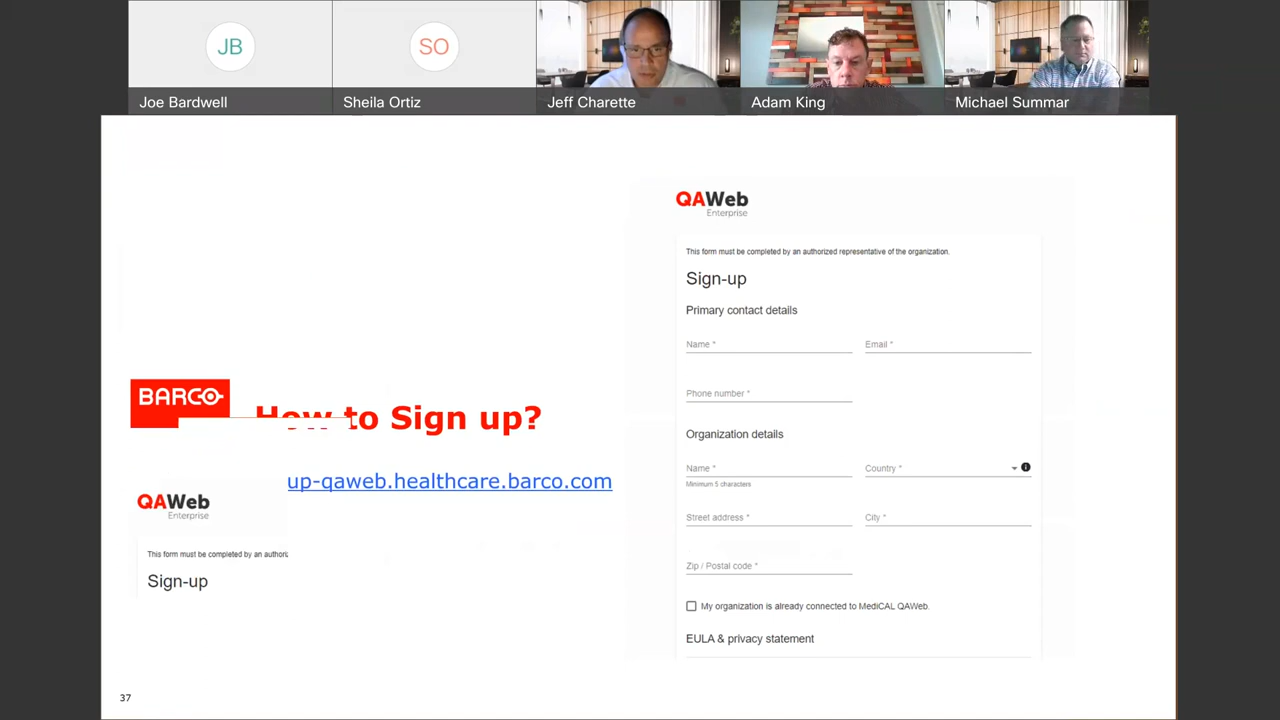 JB
SO
Joe Bardwell
Sheila Ortiz
Jeff Charette
Adam King
Michael Summar
BARCO
How to Sign up?
up-qaweb.healthcare.barco.com
QAWeb
Enterprise
This form must be completed by an authori
Sign-up
37
QAWeb
Enterprise
This form must be completed by an authorized representative of the organization.
Sign-up
Primary contact details
Name * Email *
Phone number *
Organization details
Name * Country *
Minimum 5 characters
Street address * City *
Zip / Postal code *
My organization is already connected to MediCAL QAWeb.
EULA & privacy statement